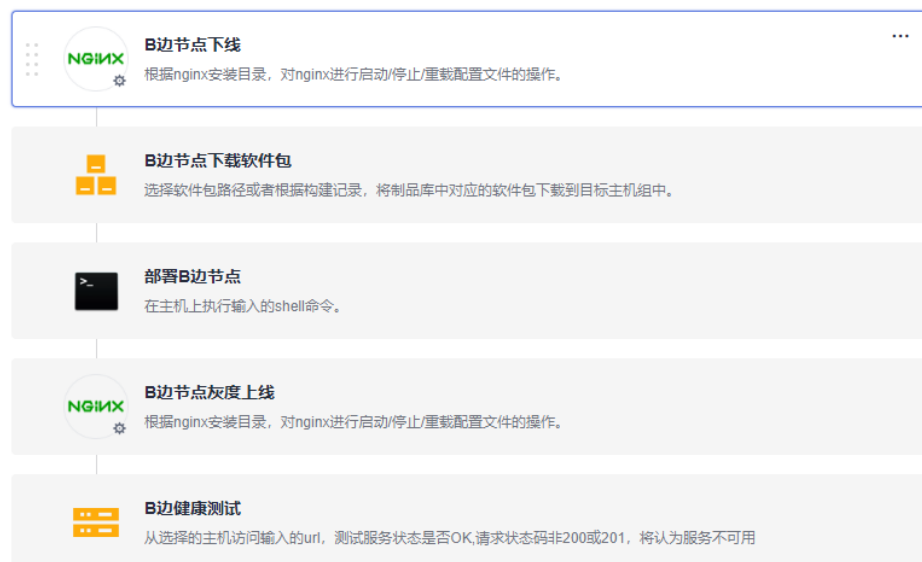 B边节点下线
NGINX
根据nginx安装目录，对nginx进行启动/停止/重载配置文件的操作。
B边节点下载软件包
选择软件包路径或者根据构建记录，将制品库中对应的软件包下载到目标主机组中。
部署B边节点
>_
在主机上执行输入的shell命令。
B边节点灰度上线
NGINX
根据nginx安装目录，对nginx进行启动/停止/重载配置文件的操作。
B边健康测试
从选择的主机访问输入的url，测试服务状态是否OK,请求状态码非200或201，将认为服务不可用